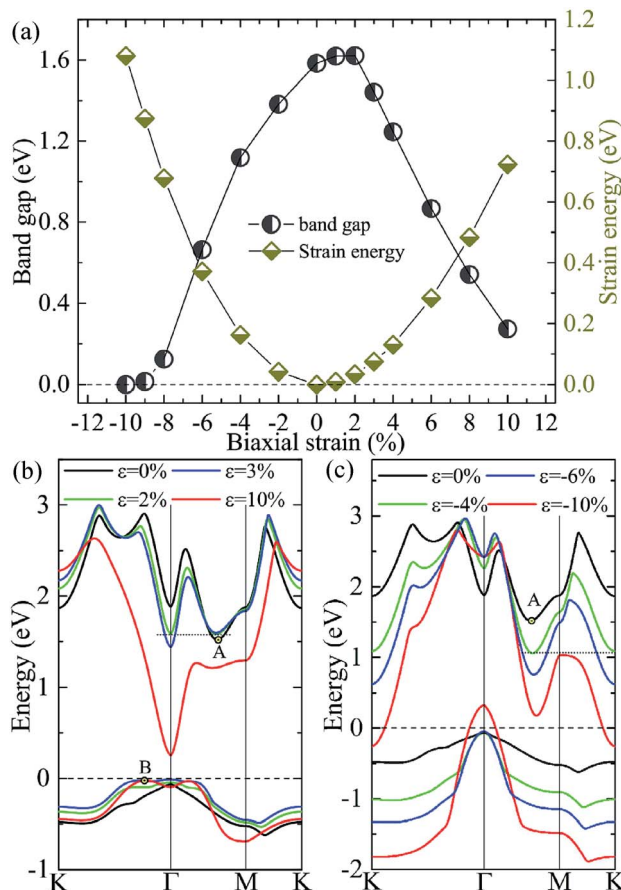 (a)
Band gap (eV)
1.6
1.2
0.8
0.4
0.0
band gap
Strain energy
1.2
1.0
0.8
0.6
0.4
0.2
0.0
Strain energy (eV)
-12 -10 -8 -6 -4 -2 0 2 4 6 8 10 12
Biaxial strain (%)
(b)
ε=0% ε=3%
ε=2% ε=10%
Energy (eV)
3
2
1
0
-1
A
B
K Γ M K
(c)
ε=0% ε=-6%
ε=-4% ε=-10%
Energy (eV)
4
3
2
1
0
-1
-2
A
K Γ M K